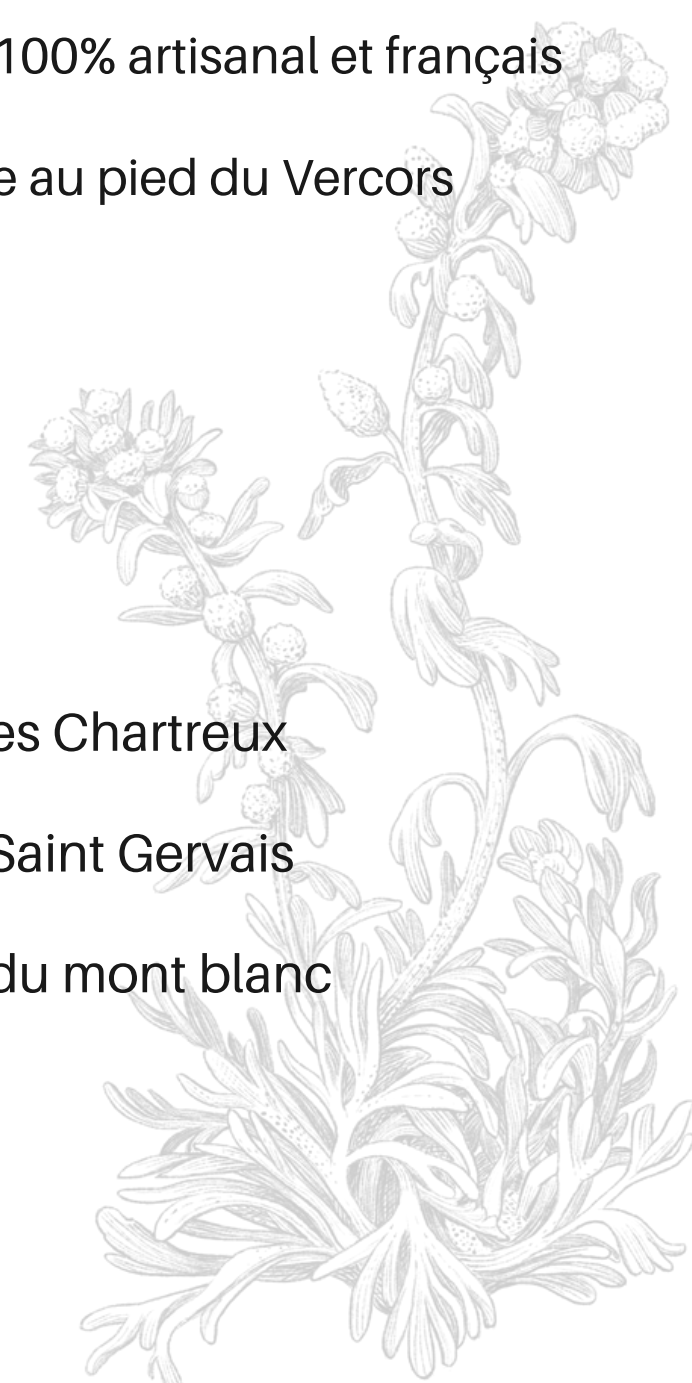 100% artisanal et français
e au pied du Vercors
es Chartreux
Saint Gervais
du mont blanc